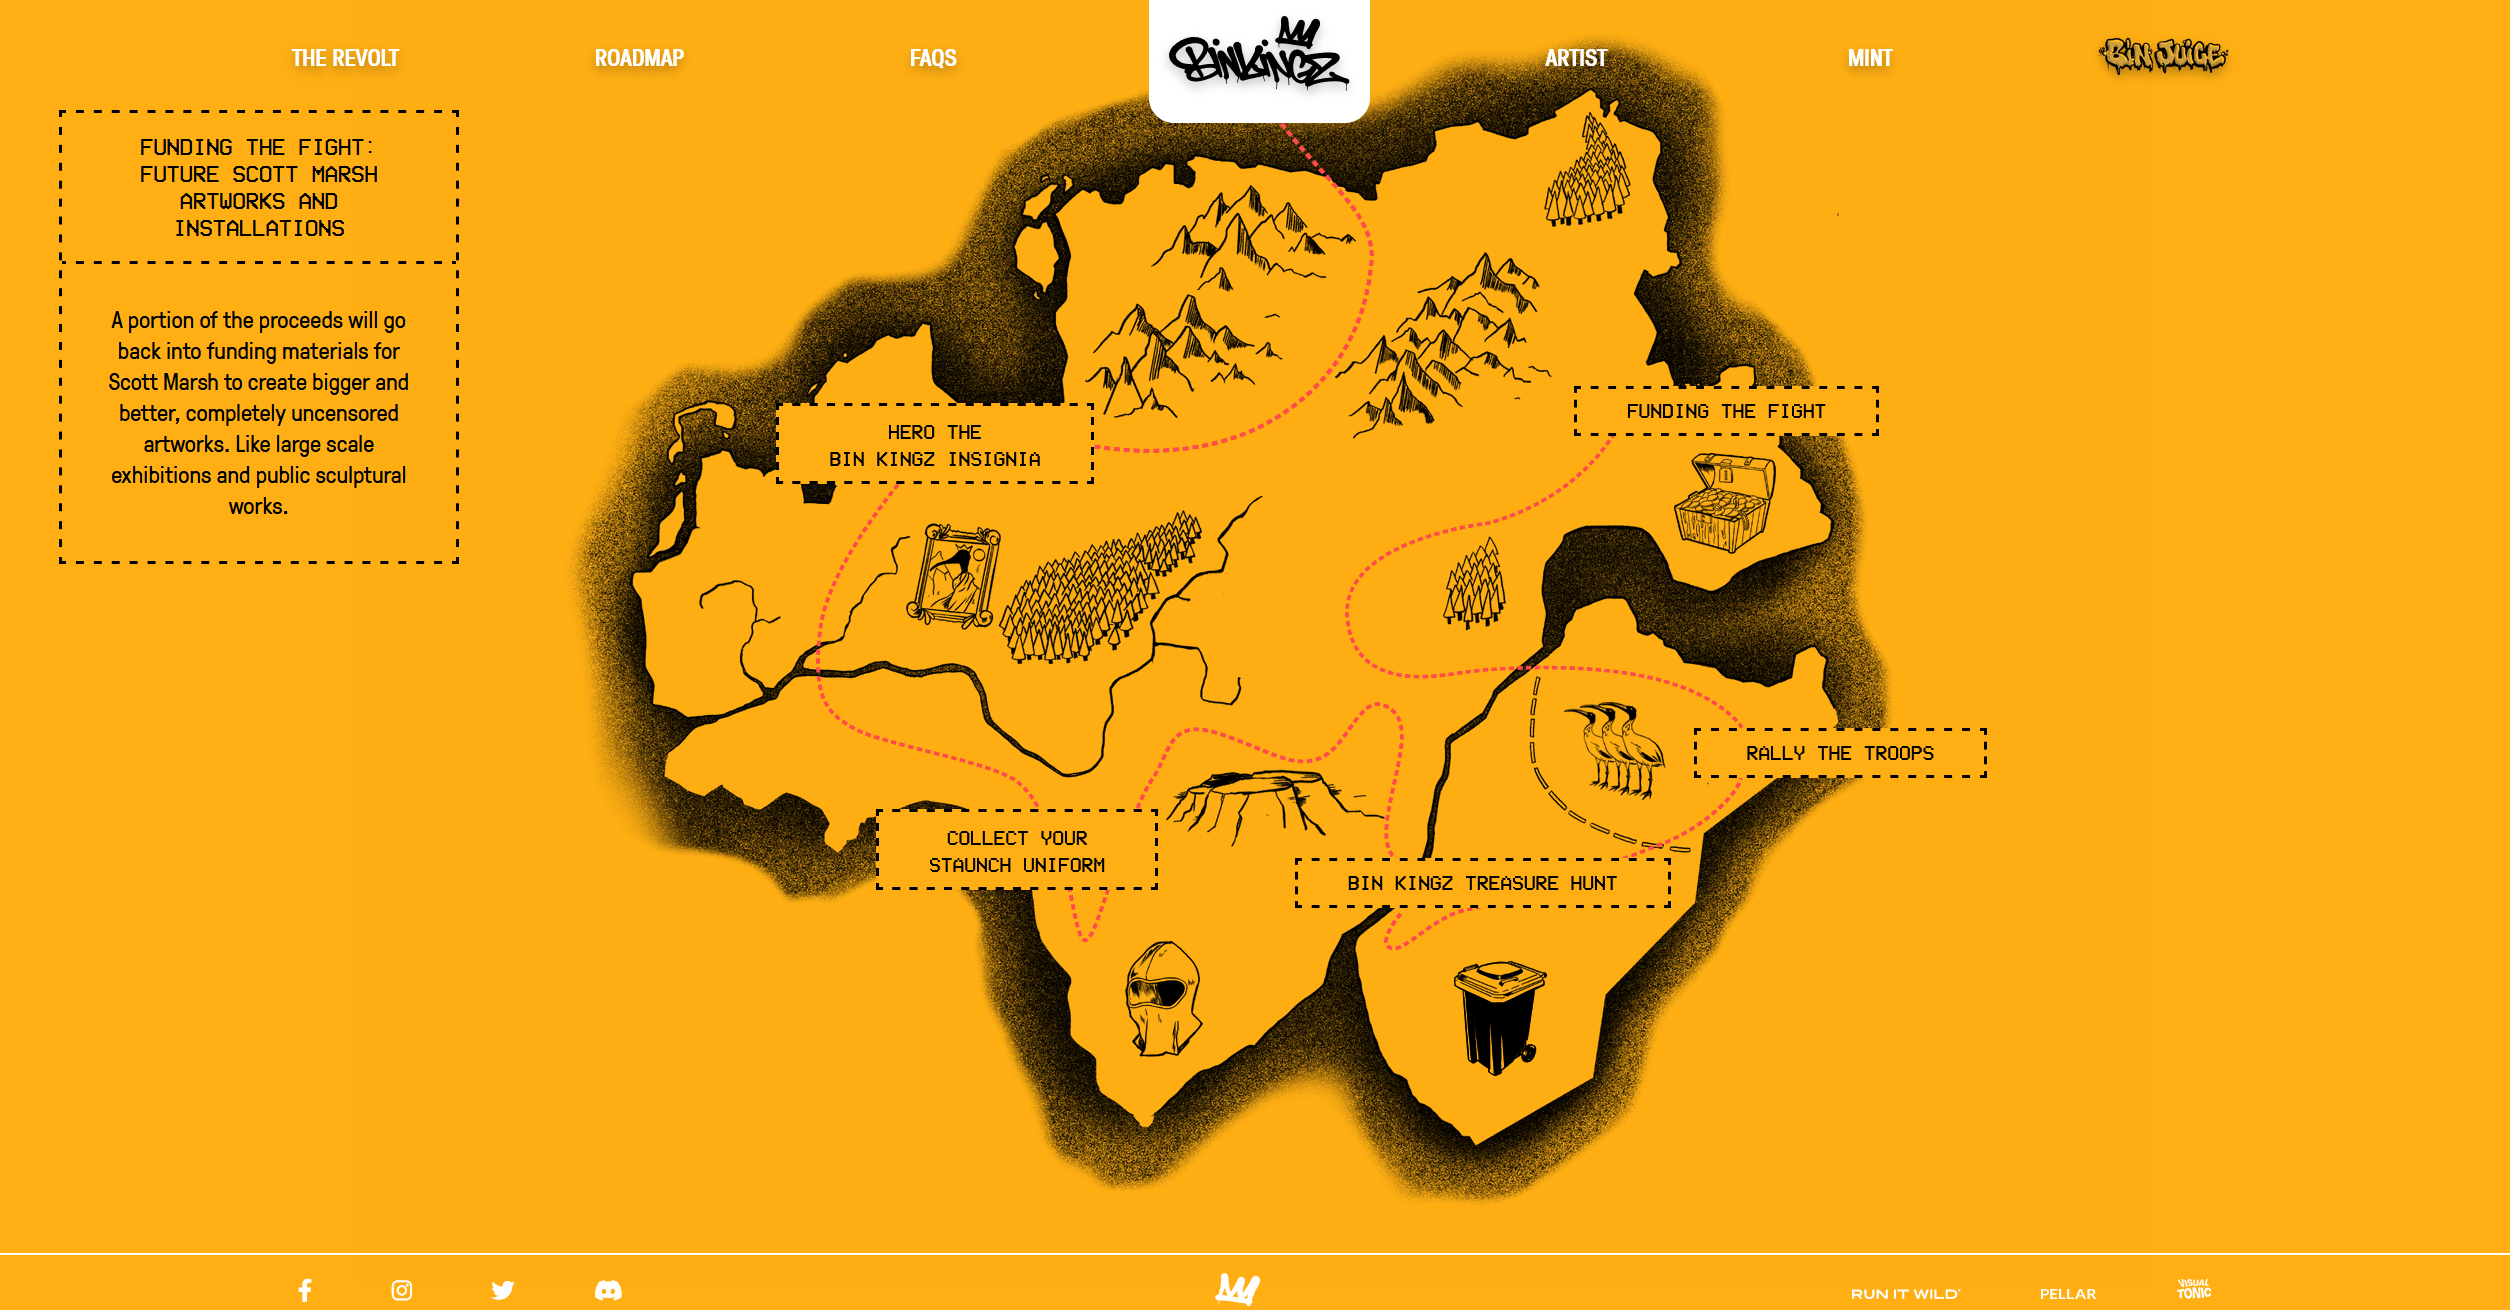 THE REVOLT
ROADMAP
FAQS
BINKINGZ
ARTIST
MINT
BIN JUICE
FUNDING THE FIGHT:
FUTURE SCOTT MARSH
ARTWORKS AND
INSTALLATIONS
A portion of the proceeds will go
back into funding materials for
Scott Marsh to create bigger and
better, completely uncensored
artworks. Like large scale
exhibitions and public sculptural
works.
FUNDING THE FIGHT
HERO THE
BIN KINGZ INSIGNIA
RALLY THE TROOPS
COLLECT YOUR
STAUNCH UNIFORM
BIN KINGZ TREASURE HUNT
RUN IT WILD
PELLAR
VISUAL
TONIC